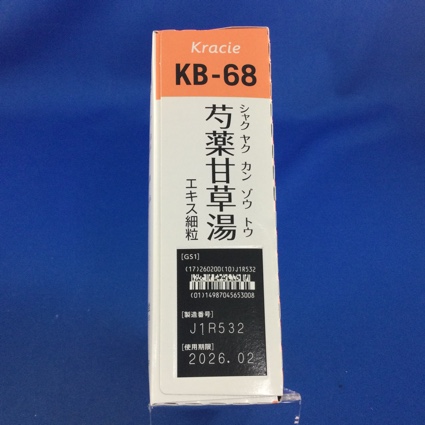 Kracie
KB-68
シャク ヤク カン ゾウ トウ
芍薬甘草湯
エキス細粒
[GS1]
(17)260200(10)J1R532
(01)14987045653008
[製造番号]
J1R532
[使用期限]
2026.02